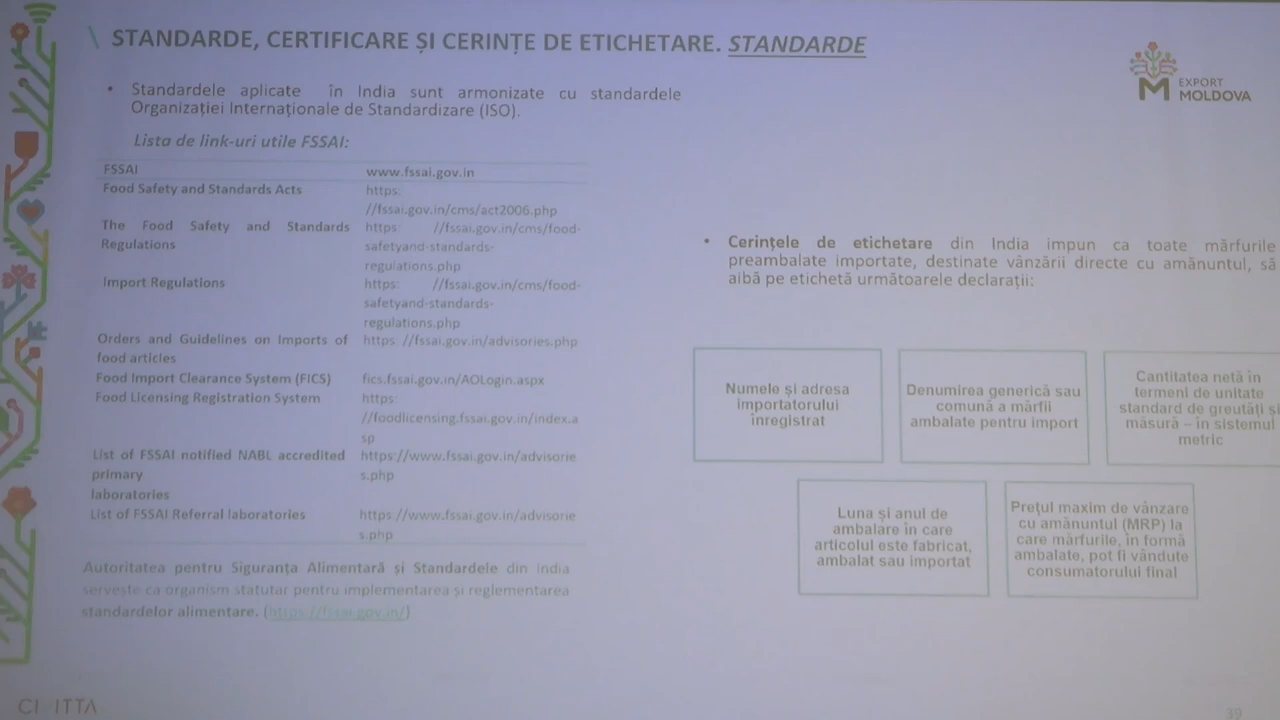 \ STANDARDE, CERTIFICARE ȘI CERINȚE DE ETICHETARE. STANDARDE
EXPORT
MOLDOVA
• Standardele aplicate în India sunt armonizate cu standardele
Organizației Internaționale de Standardizare (ISO).
Lista de link-uri utile FSSAI:
FSSAI www.fssai.gov.in
Food Safety and Standards Acts https:
//fssai.gov.in/cms/act2006.php
The Food Safety and Standards https: //fssai.gov.in/cms/food-
Regulations safetyand-standards-
regulations.php
Import Regulations https: //fssai.gov.in/cms/food-
safetyand-standards-
regulations.php
Orders and Guidelines on Imports of https: //fssai.gov.in/advisories.php
food articles
Food Import Clearance System (FICS) fics.fssai.gov.in/AOLogin.aspx
Food Licensing Registration System https:
//foodlicensing.fssai.gov.in/index.a
sp
List of FSSAI notified NABL accredited https://www.fssai.gov.in/advisorie
primary s.php
laboratories
List of FSSAI Referral laboratories https://www.fssai.gov.in/advisorie
s.php
Autoritatea pentru Siguranța Alimentară și Standardele din India
servește ca organism statutar pentru implementarea și reglementarea
standardelor alimentare. (https://fssai.gov.in/)
• Cerințele de etichetare din India impun ca toate mărfurile
preambalate importate, destinate vânzării directe cu amănuntul, să
aibă pe etichetă următoarele declarații:
Numele și adresa
importatorului
înregistrat
Denumirea generică sau
comună a mărfii
ambalate pentru import
Cantitatea netă în
termeni de unitate
standard de greutăți și
măsură – în sistemul
metric
Luna și anul de
ambalare în care
articolul este fabricat,
ambalat sau importat
Prețul maxim de vânzare
cu amănuntul (MRP) la
care mărfurile, în formă
ambalate, pot fi vândute
consumatorului final
CIVITTA
39